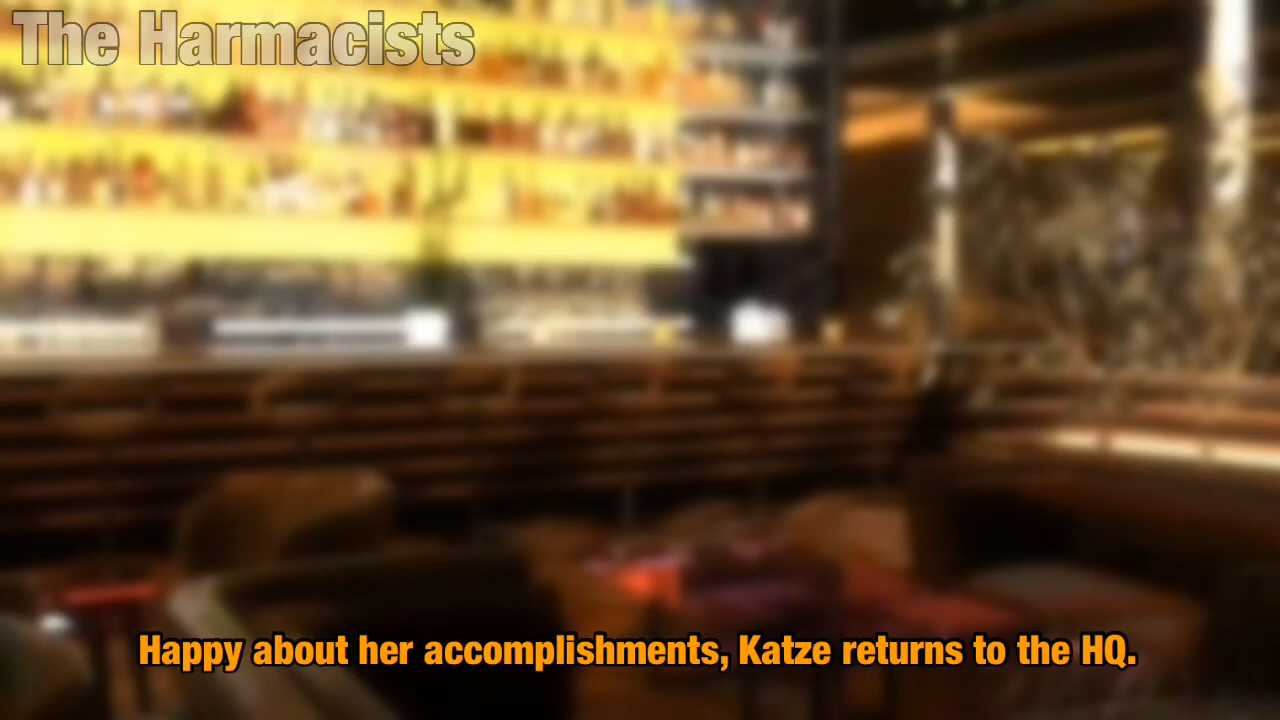 The Harmacists
Happy about her accomplishments, Katze returns to the HQ.